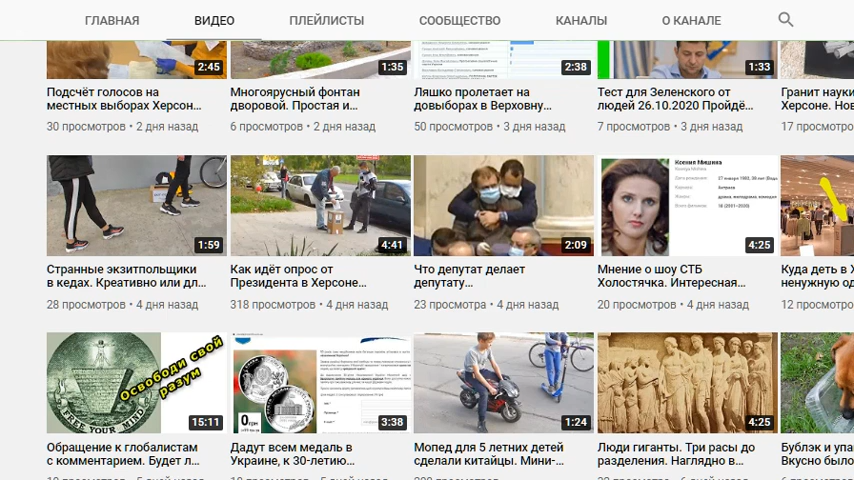 ГЛАВНАЯ ВИДЕО ПЛЕЙЛИСТЫ СООБЩЕСТВО КАНАЛЫ О КАНАЛЕ
2:45 1:35 2:38 1:33
Подсчёт голосов на
местных выборах Херсон...
30 просмотров • 2 дня назад
Многоярусный фонтан
дворовой. Простая и...
6 просмотров • 2 дня назад
Ляшко пролетает на
довыборах в Верховну...
50 просмотров • 3 дня назад
Тест для Зеленского от
людей 26.10.2020 Пройдё...
7 просмотров • 3 дня назад
Гранит науки
Херсоне. Нов
17 просмотров
Ксения Мишина
1:59 4:41 2:09 4:25
Странные экзитпольщики
в кедах. Креативно или дл...
28 просмотров • 4 дня назад
Как идёт опрос от
Президента в Херсоне...
318 просмотров • 4 дня назад
Что депутат делает
депутату...
23 просмотра • 4 дня назад
Мнение о шоу СТБ
Холостячка. Интересная...
20 просмотров • 4 дня назад
Куда деть в Х
ненужную од
12 просмотров
Освободи свой
разум
FREE YOUR MIND
0 грн
15:11 3:38 1:24 4:25
Обращение к глобалистам
с комментарием. Будет л...
Дадут всем медаль в
Украине, к 30-летию...
Мопед для 5 летних детей
сделали китайцы. Мини-...
Люди гиганты. Три расы до
разделения. Наглядно в...
Бублэк и упа
Вкусно было